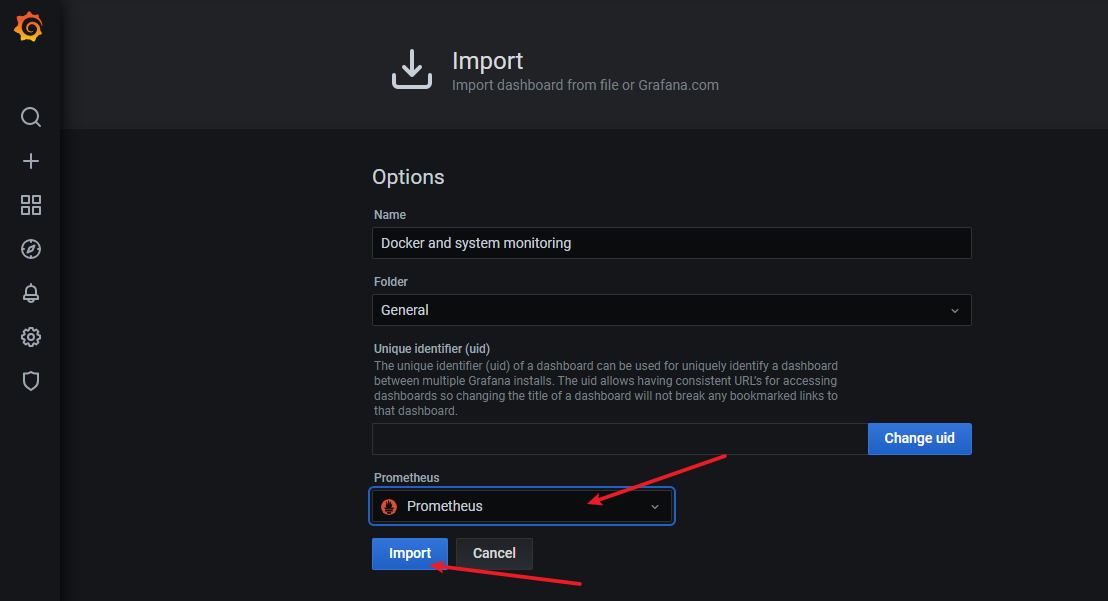 Import
Import dashboard from file or Grafana.com
Options
Name
Docker and system monitoring
Folder
General
Unique identifier (uid)
The unique identifier (uid) of a dashboard can be used for uniquely identify a dashboard
between multiple Grafana installs. The uid allows having consistent URL's for accessing
dashboards so changing the title of a dashboard will not break any bookmarked links to
that dashboard.
Change uid
Prometheus
Prometheus
Import Cancel